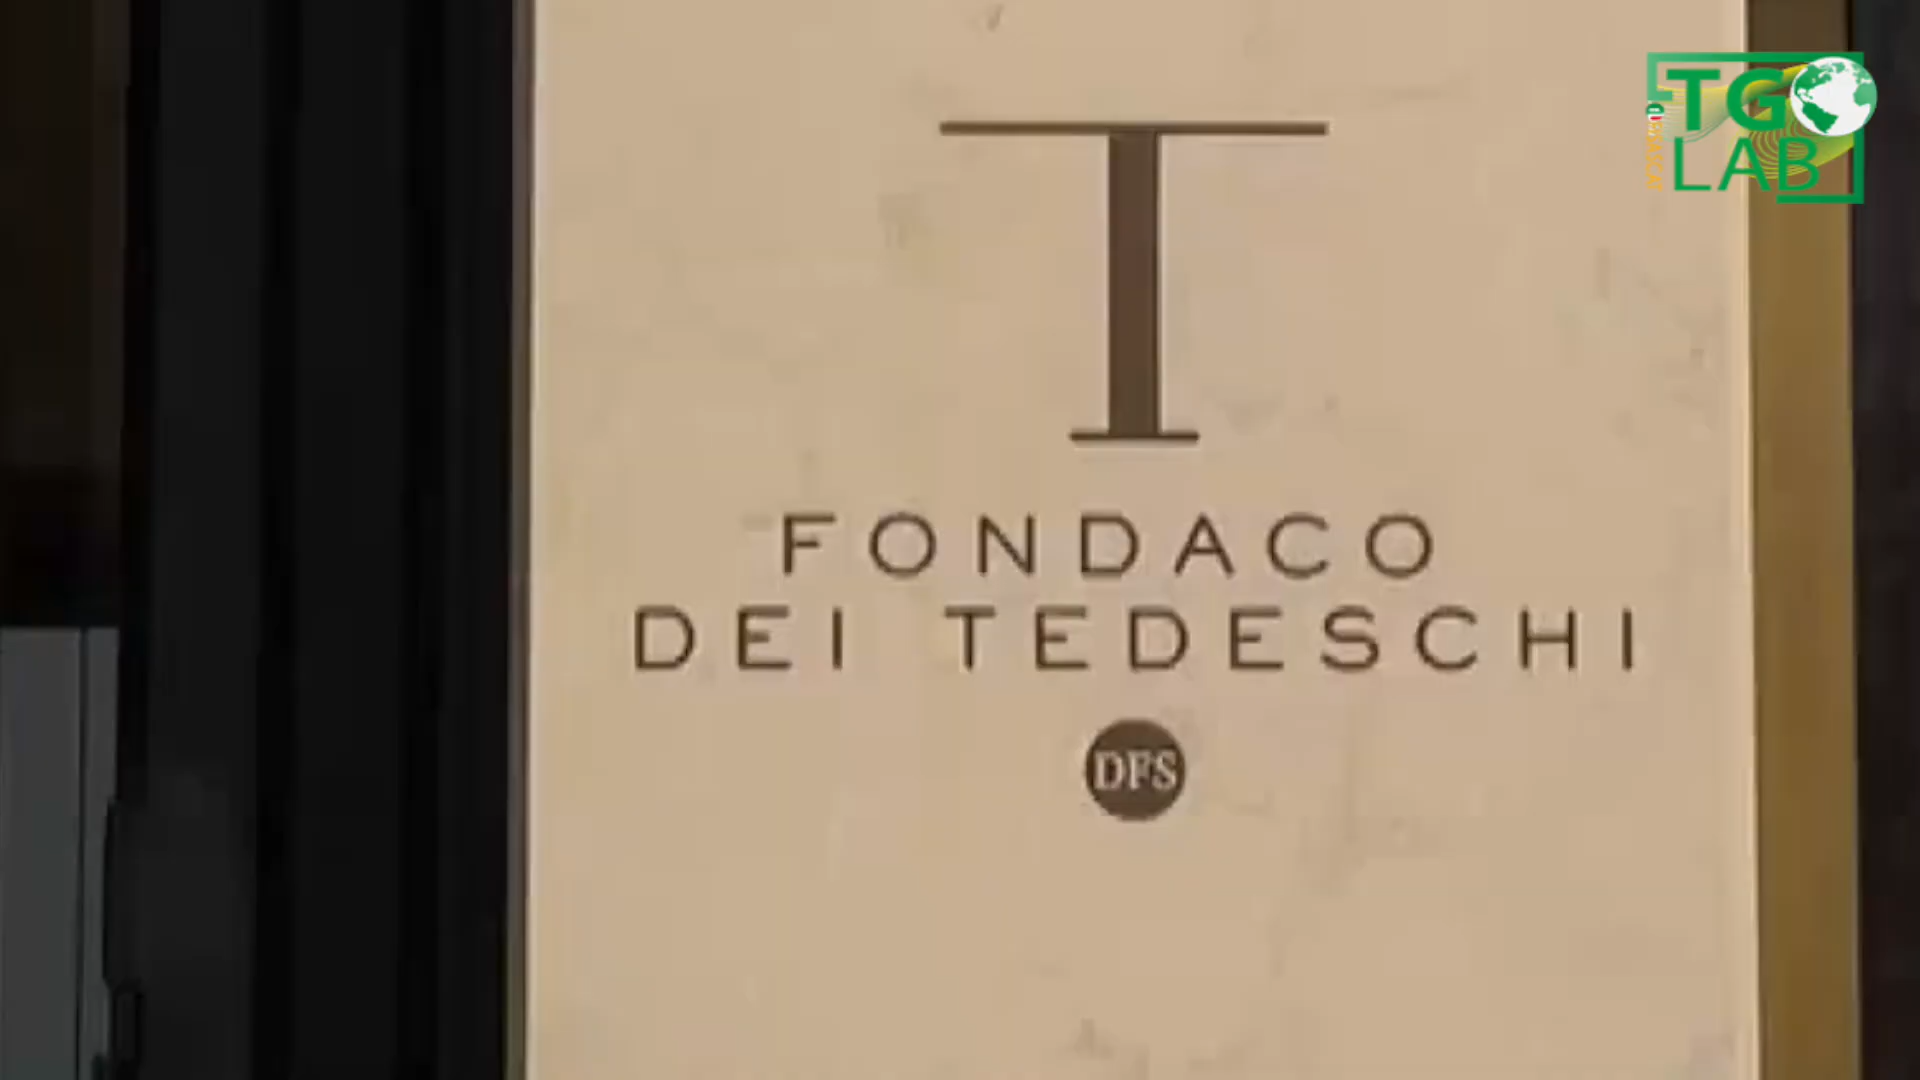 T
FONDACO
DEI TEDESCHI
DFS
TG
LAB